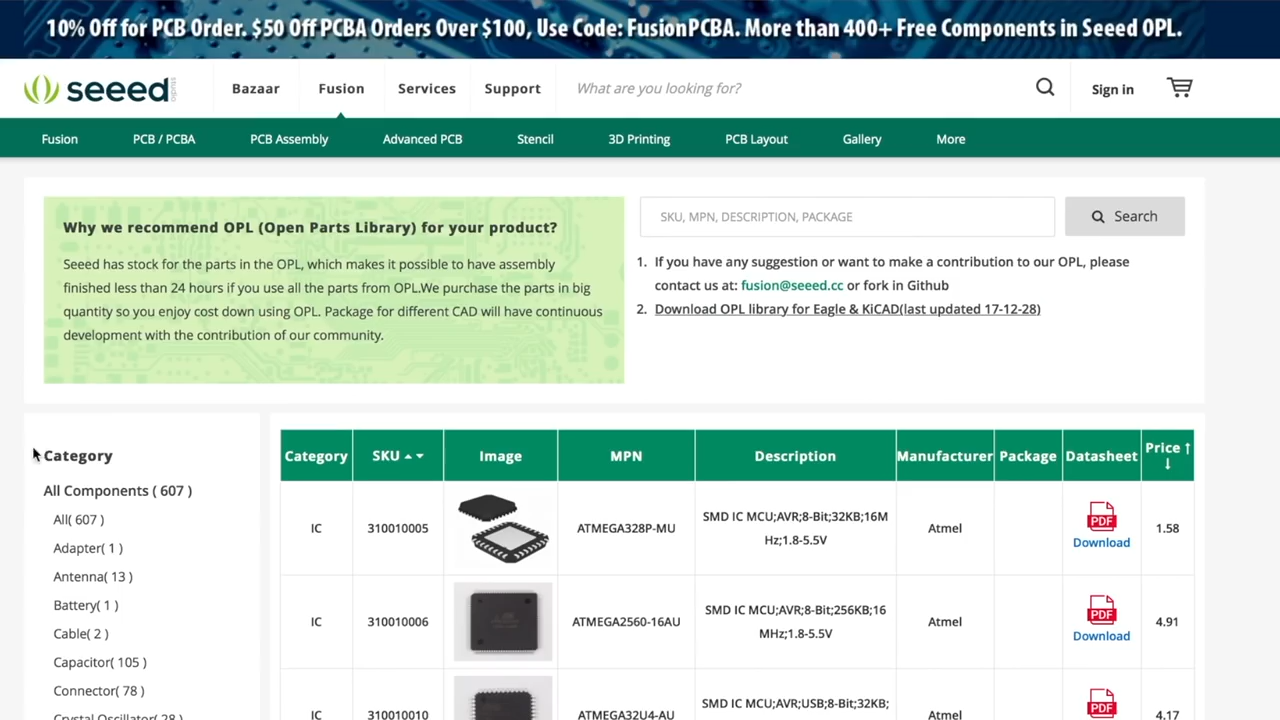 10% Off for PCB Order. $50 Off PCBA Orders Over $100, Use Code: FusionPCBA. More than 400+ Free Components in Seeed OPL.
seeed studio
Bazaar
Fusion
Services
Support
What are you looking for?
Sign in
Fusion
PCB / PCBA
PCB Assembly
Advanced PCB
Stencil
3D Printing
PCB Layout
Gallery
More
Why we recommend OPL (Open Parts Library) for your product?
Seeed has stock for the parts in the OPL, which makes it possible to have assembly
finished less than 24 hours if you use all the parts from OPL.We purchase the parts in big
quantity so you enjoy cost down using OPL. Package for different CAD will have continuous
development with the contribution of our community.
SKU, MPN, DESCRIPTION, PACKAGE
Search
1. If you have any suggestion or want to make a contribution to our OPL, please
contact us at: fusion@seeed.cc or fork in Github
2. Download OPL library for Eagle & KiCAD(last updated 17-12-28)
Category
All Components ( 607 )
All( 607 )
Adapter( 1 )
Antenna( 13 )
Battery( 1 )
Cable( 2 )
Capacitor( 105 )
Connector( 78 )
Crystal Oscillator( 28 )
Category SKU Image MPN Description Manufacturer Package Datasheet Price ↑↓
IC 310010005 ATMEGA328P-MU SMD IC MCU;AVR;8-Bit;32KB;16M Atmel PDF 1.58
Hz;1.8-5.5V Download
IC 310010006 ATMEGA2560-16AU SMD IC MCU;AVR;8-Bit;256KB;16 Atmel PDF 4.91
MHz;1.8-5.5V Download
IC 310010010 ATMEGA32U4-AU SMD IC MCU;AVR;USB;8-Bit;32KB; Atmel PDF 4.17